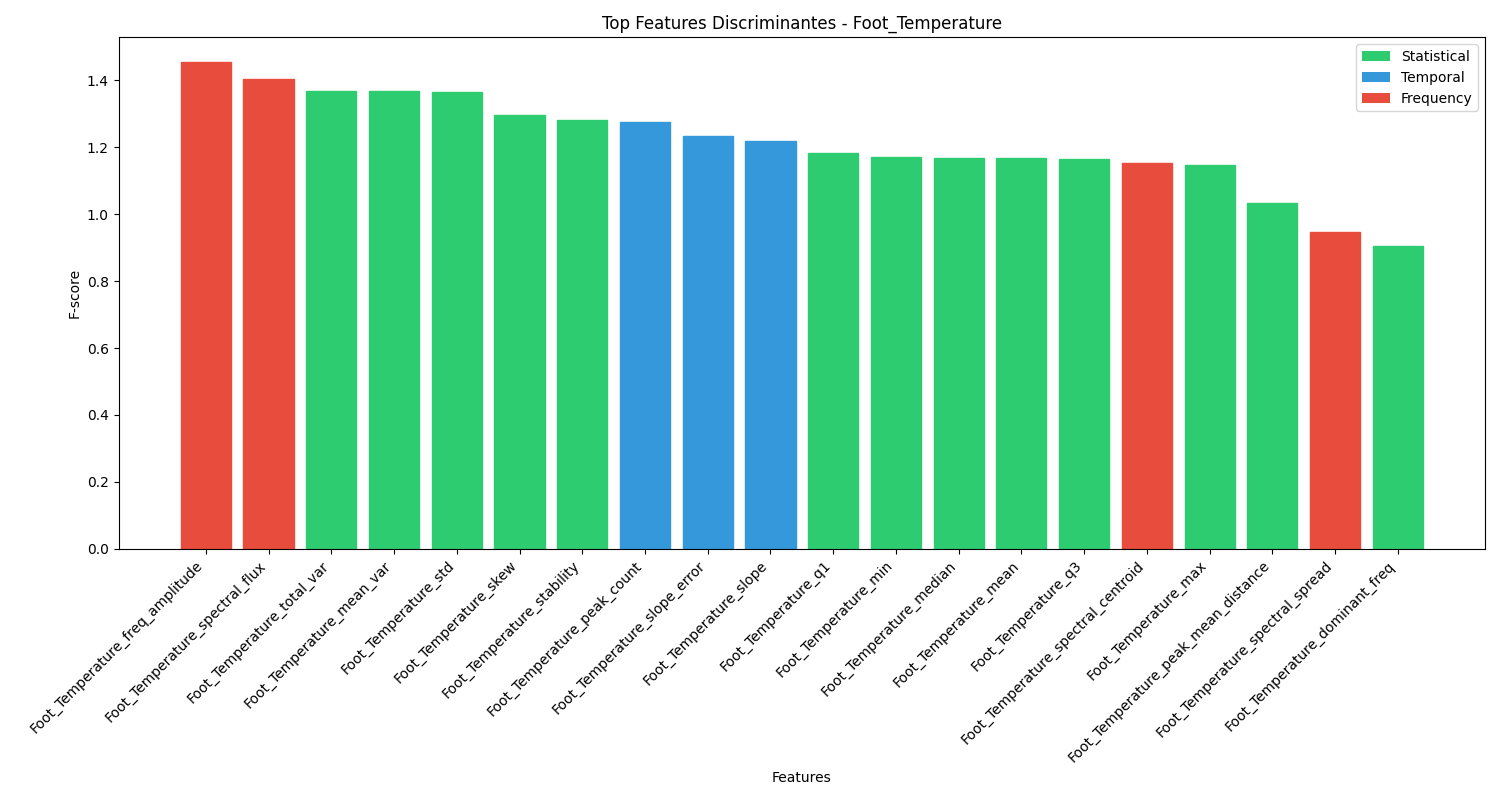 Top Features Discriminantes - Foot_Temperature
Statistical
Temporal
Frequency
F-score
1.4
1.2
1.0
0.8
0.6
0.4
0.2
0.0
Foot_Temperature_freq_amplitude
Foot_Temperature_spectral_flux
Foot_Temperature_total_var
Foot_Temperature_mean_var
Foot_Temperature_std
Foot_Temperature_skew
Foot_Temperature_stability
Foot_Temperature_peak_count
Foot_Temperature_slope_error
Foot_Temperature_slope
Foot_Temperature_q1
Foot_Temperature_min
Foot_Temperature_median
Foot_Temperature_mean
Foot_Temperature_q3
Foot_Temperature_spectral_centroid
Foot_Temperature_max
Foot_Temperature_peak_mean_distance
Foot_Temperature_spectral_spread
Foot_Temperature_dominant_freq
Features